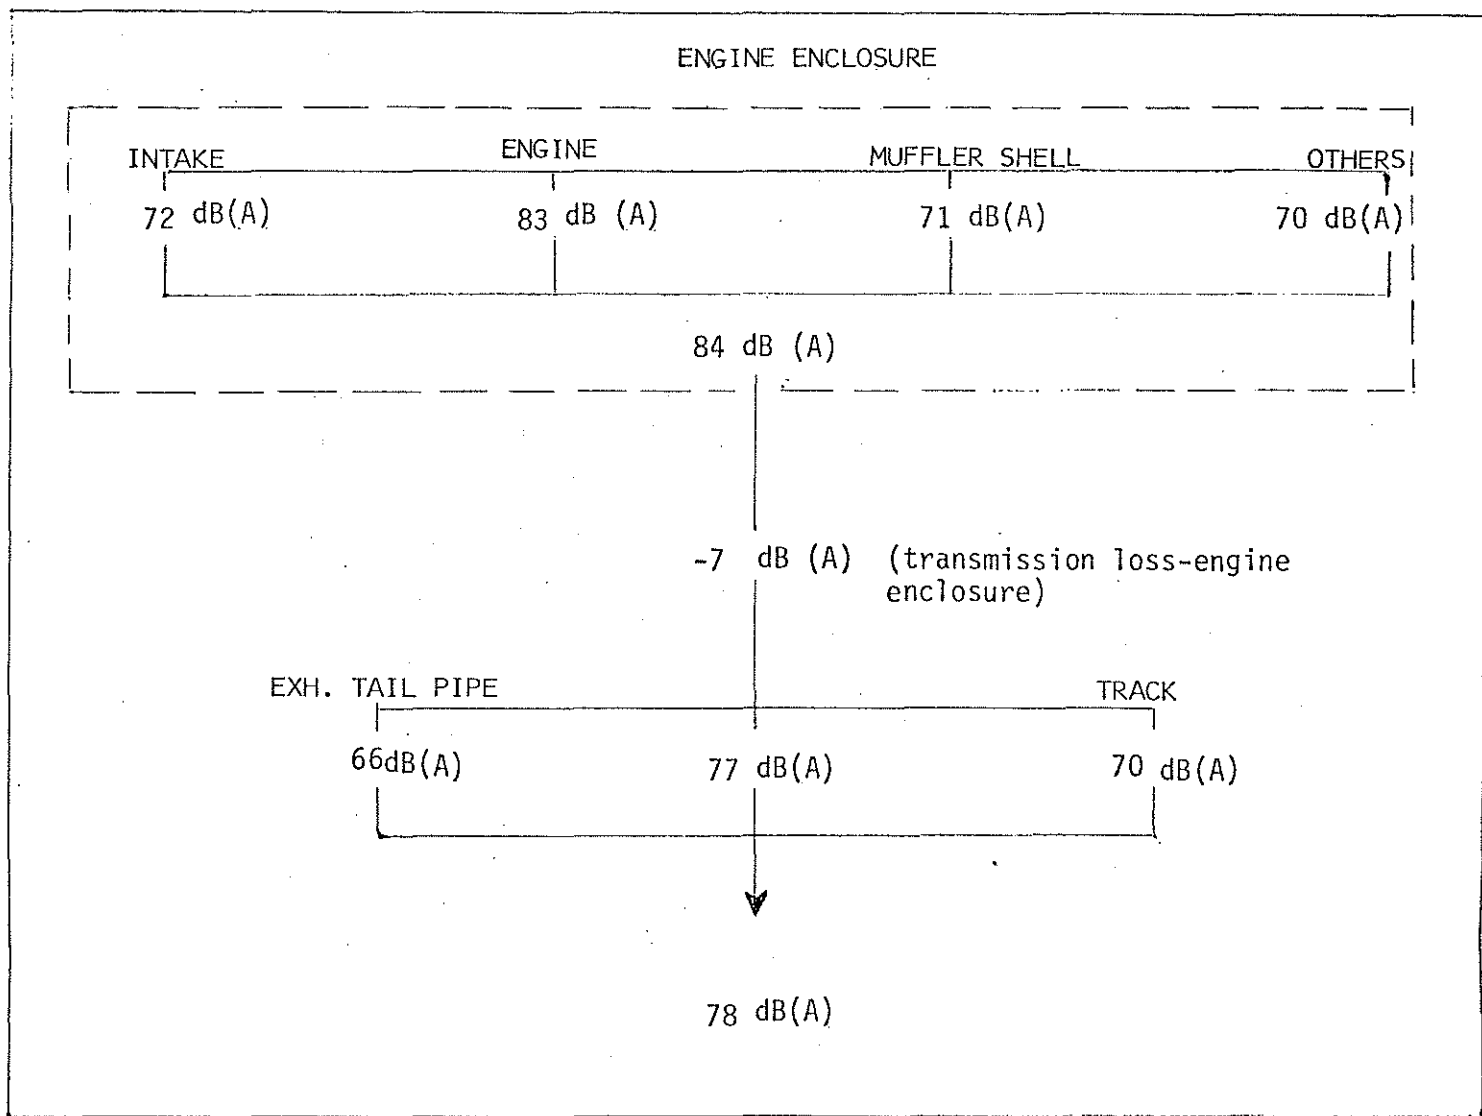 ENGINE ENCLOSURE
INTAKE ENGINE MUFFLER SHELL OTHERS
72 dB(A) 83 dB (A) 71 dB(A) 70 dB(A)
84 dB (A)
-7 dB (A) (transmission loss-engine
enclosure)
EXH. TAIL PIPE TRACK
66dB(A) 77 dB(A) 70 dB(A)
78 dB(A)